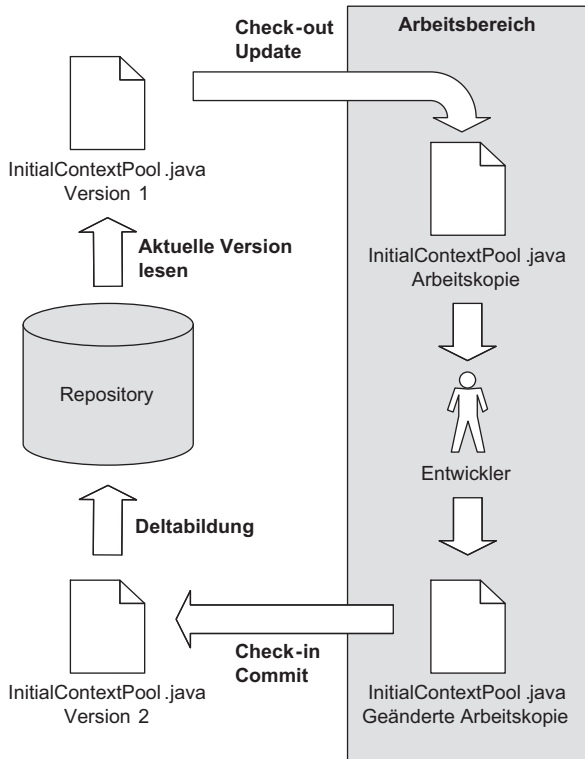 Check-out
Update
Arbeitsbereich
InitialContextPool .java
Version 1
InitialContextPool .java
Arbeitskopie
Aktuelle Version
lesen
Repository
Entwickler
Deltabildung
Check-in
Commit
InitialContextPool .java
Version 2
InitialContextPool .java
Geänderte Arbeitskopie